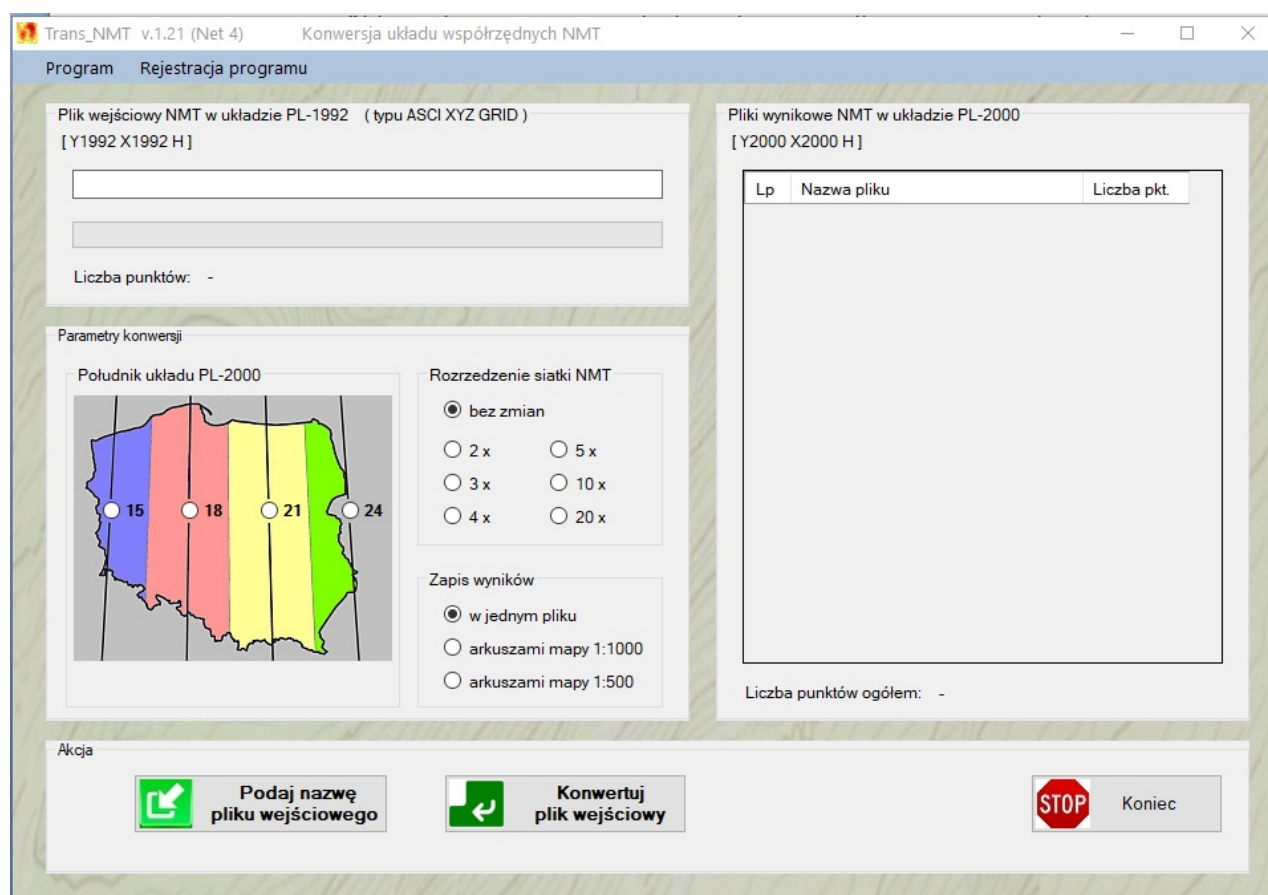 Trans_NMT v.1.21 (Net 4) Konwersja układu współrzędnych NMT
Program Rejestracja programu
Plik wejściowy NMT w układzie PL-1992 ( typu ASCI XYZ GRID )
[ Y1992 X1992 H ]
Liczba punktów: -
Parametry konwersji
Południk układu PL-2000
15 18 21 24
Rozrzedzenie siatki NMT
bez zmian
2 x 5 x
3 x 10 x
4 x 20 x
Zapis wyników
w jednym pliku
arkuszami mapy 1:1000
arkuszami mapy 1:500
Pliki wynikowe NMT w układzie PL-2000
[ Y2000 X2000 H ]
Lp Nazwa pliku Liczba pkt.
Liczba punktów ogółem: -
Akcja
Podaj nazwę
pliku wejściowego
Konwertuj
plik wejściowy
STOP Koniec